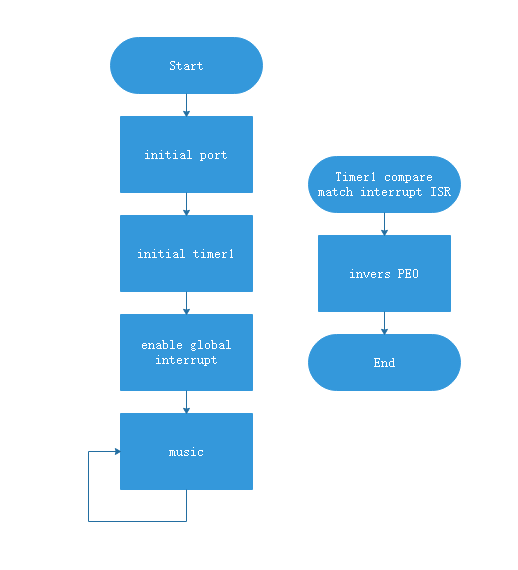 Start
initial port
initial timer1
enable global
interrupt
music
Timer1 compare
match interrupt ISR
invers PE0
End